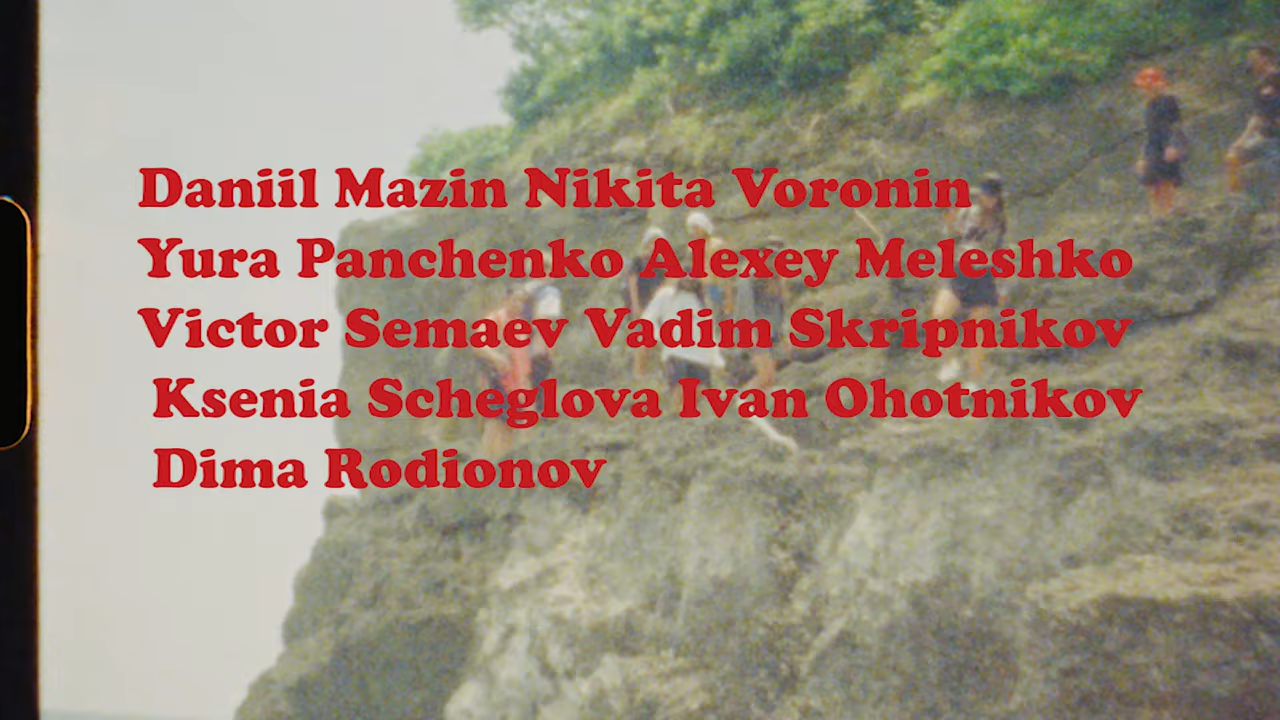 Daniil Mazin Nikita Voronin
Yura Panchenko Alexey Meleshko
Victor Semaev Vadim Skripnikov
Ksenia Scheglova Ivan Ohotnikov
Dima Rodionov